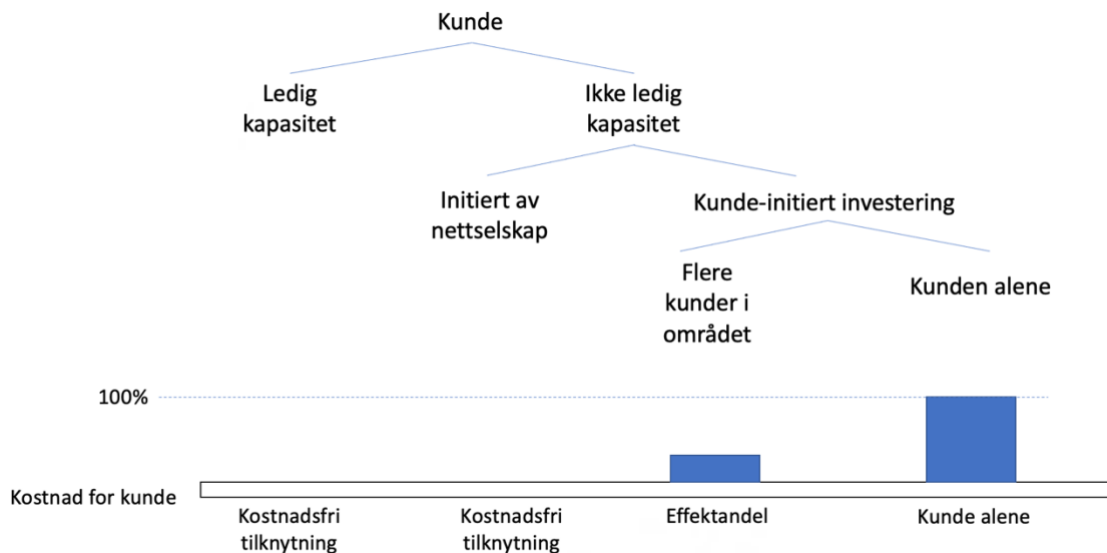 Kunde
Ledig
kapasitet
Ikke ledig
kapasitet
Initiert av
nettselskap
Kunde-initiert investering
Flere
kunder i
området
Kunden alene
100%
Kostnad for kunde
Kostnadsfri
tilknytning
Kostnadsfri
tilknytning
Effektandel
Kunde alene